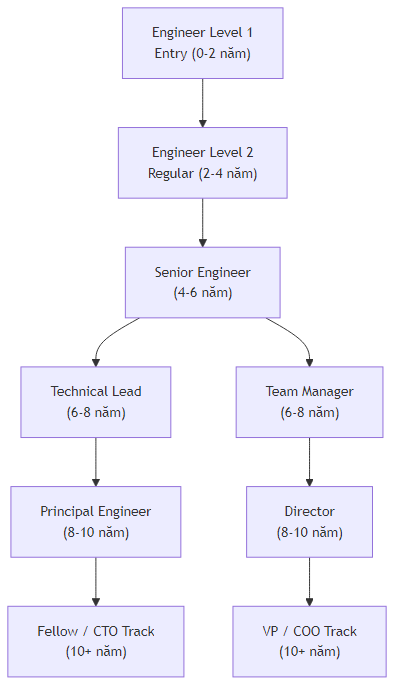 Engineer Level 1
Entry (0-2 năm)
Engineer Level 2
Regular (2-4 năm)
Senior Engineer
(4-6 năm)
Technical Lead
(6-8 năm)
Team Manager
(6-8 năm)
Principal Engineer
(8-10 năm)
Director
(8-10 năm)
Fellow / CTO Track
(10+ năm)
VP / COO Track
(10+ năm)